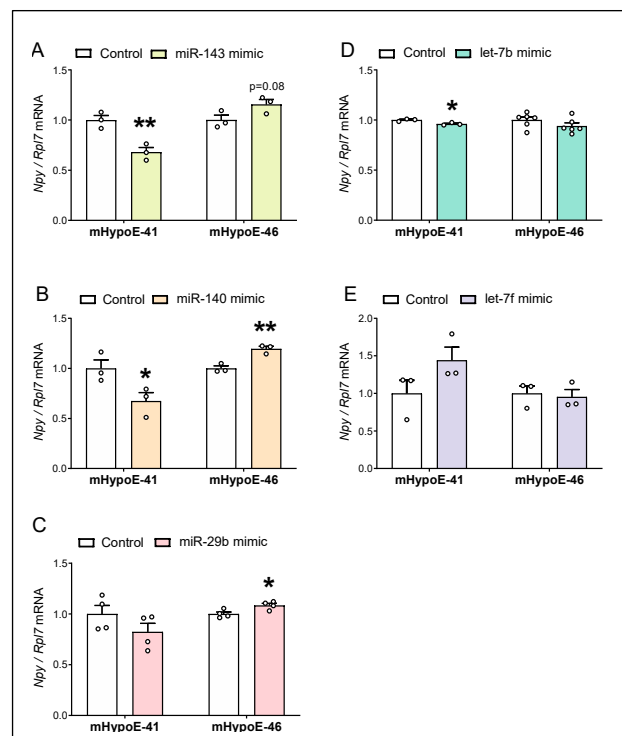 A
Control miR-143 mimic
Npy / Rpl7 mRNA
1.5
1.0
0.5
0.0
**
p=0.08
mHypoE-41 mHypoE-46
B
Control miR-140 mimic
Npy / Rpl7 mRNA
1.5
1.0
0.5
0.0
*
**
mHypoE-41 mHypoE-46
C
Control miR-29b mimic
Npy / Rpl7 mRNA
1.5
1.0
0.5
0.0
*
mHypoE-41 mHypoE-46
D
Control let-7b mimic
Npy / Rpl7 mRNA
1.5
1.0
0.5
0.0
*
mHypoE-41 mHypoE-46
E
Control let-7f mimic
Npy / Rpl7 mRNA
2.0
1.5
1.0
0.5
0.0
mHypoE-41 mHypoE-46